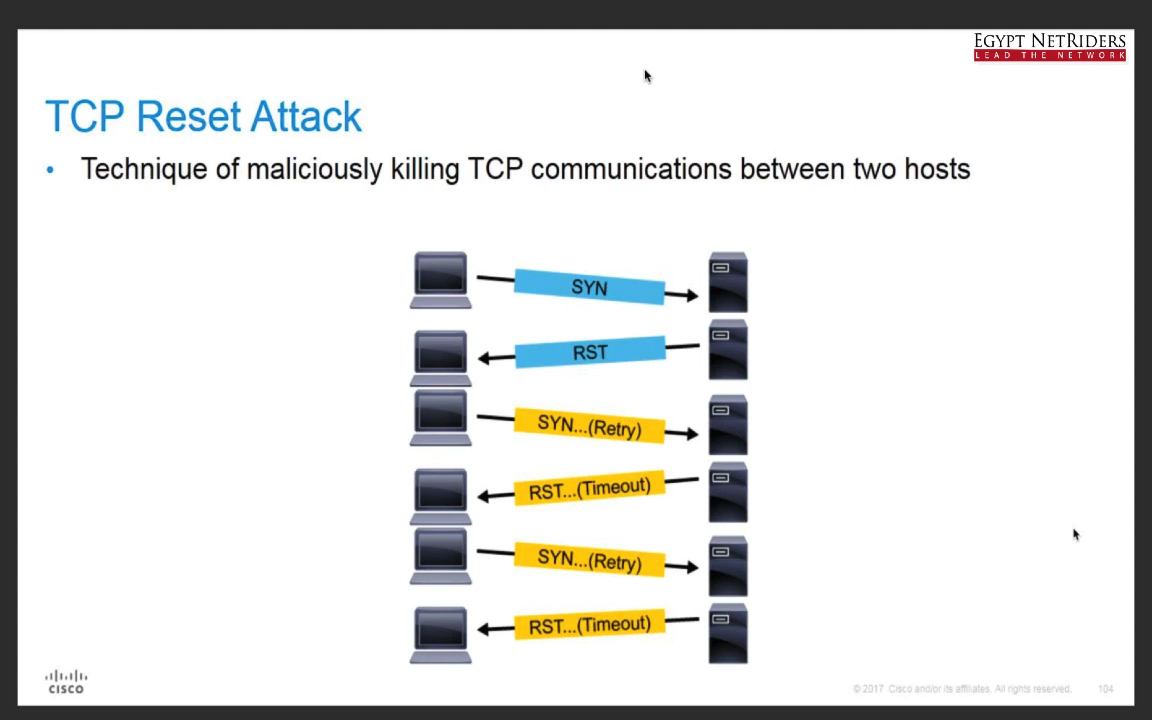 EGYPT NETRIDERS
LEAD THE NETWORK
TCP Reset Attack
• Technique of maliciously killing TCP communications between two hosts
SYN
RST
SYN...(Retry)
RST...(Timeout)
SYN...(Retry)
RST...(Timeout)
CISCO
© 2017 Cisco and/or its affiliates. All rights reserved. 104